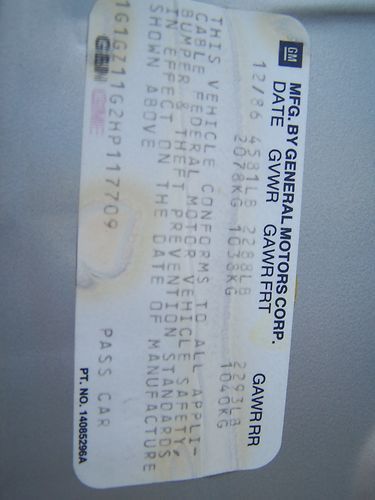 GM MFG. BY GENERAL MOTORS CORP.
DATE GVWR GAWR FRT GAWR RR
12/86 4581LB 2288LB 2293LB
2078KG 1038KG 1040KG
THIS VEHICLE CONFORMS TO ALL APPLI-
CABLE FEDERAL MOTOR VEHICLE SAFETY,
BUMPER & THEFT PREVENTION STANDARDS
IN EFFECT ON THE DATE OF MANUFACTURE
SHOWN ABOVE
1G1GZ11G2HP117709 PASS CAR
PT. NO. 14085296A